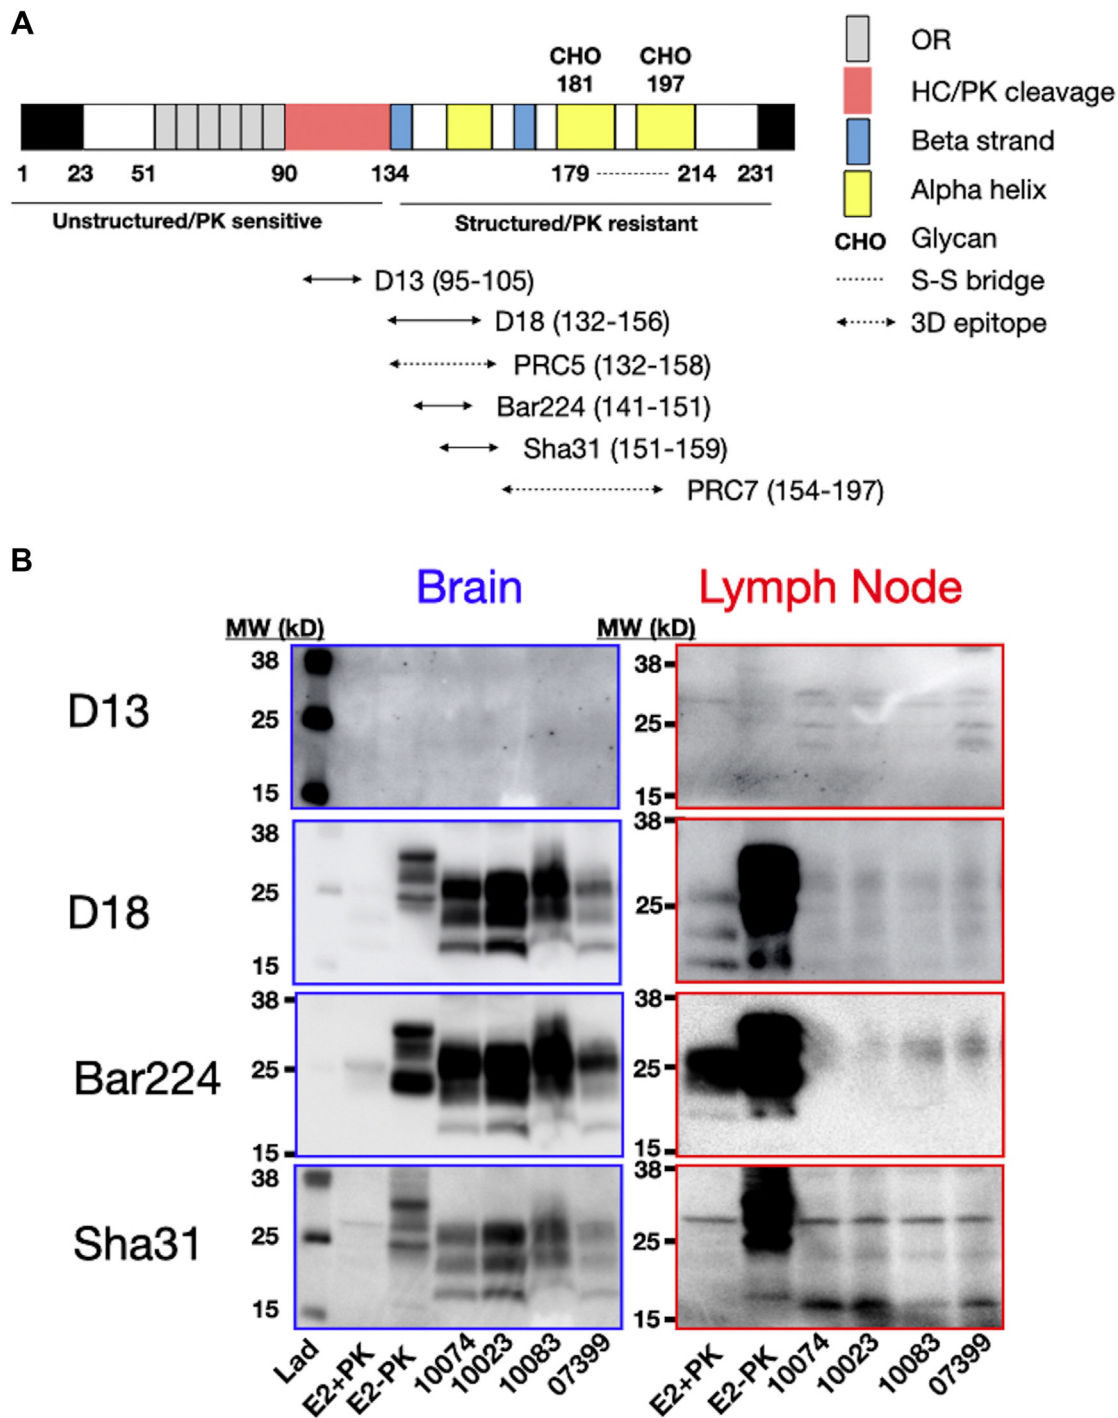 A
CHO CHO
181 197
1 23 51 90 134 179 214 231
Unstructured/PK sensitive Structured/PK resistant
OR
HC/PK cleavage
Beta strand
Alpha helix
CHO Glycan
S-S bridge
3D epitope
D13 (95-105)
D18 (132-156)
PRC5 (132-158)
Bar224 (141-151)
Sha31 (151-159)
PRC7 (154-197)
B
Brain Lymph Node
MW (kD) MW (kD)
D13
38
25
15
38
25
15
D18
38
25
15
38
25
Bar224
38
25
15
38
25
15
Sha31
38
25
15
38
25
15
Lad E2+PK E2-PK 10074 10023 10083 07399
E2+PK E2-PK 10074 10023 10083 07399